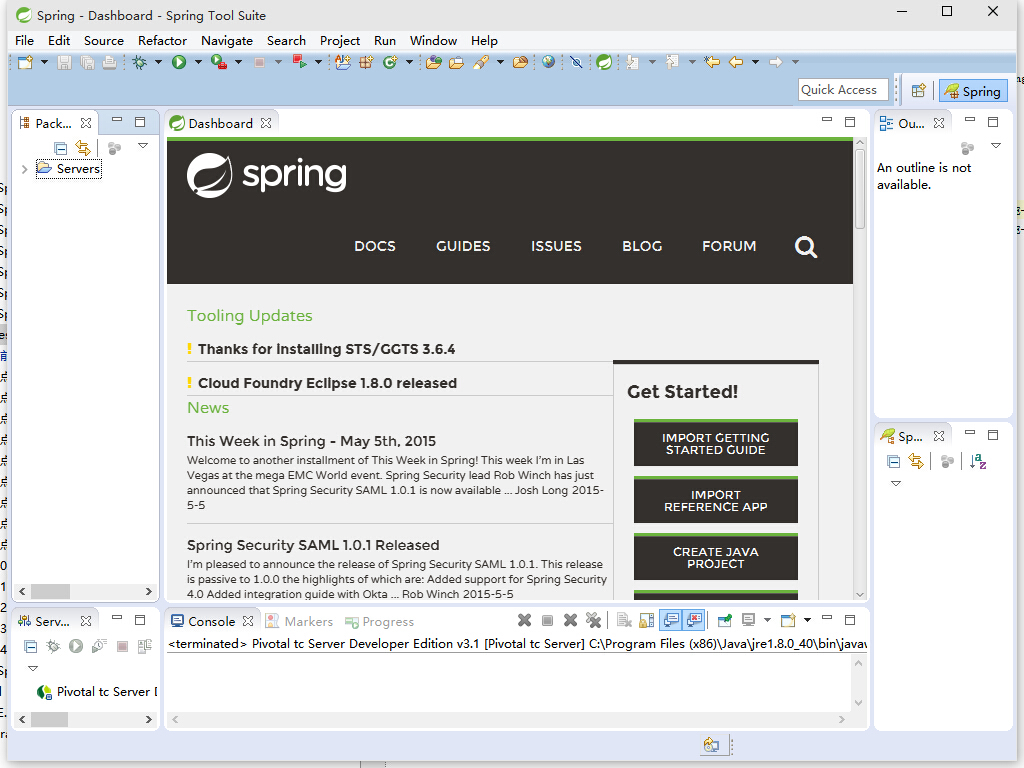 Spring - Dashboard - Spring Tool Suite
File Edit Source Refactor Navigate Search Project Run Window Help
Quick Access
Spring
Pack...
Servers
Dashboard
spring
DOCS GUIDES ISSUES BLOG FORUM
Tooling Updates
! Thanks for installing STS/GGTS 3.6.4
! Cloud Foundry Eclipse 1.8.0 released
News
This Week in Spring - May 5th, 2015
Welcome to another installment of This Week in Spring! This week I'm in Las
Vegas at the mega EMC World event. Spring Security lead Rob Winch has just
announced that Spring Security SAML 1.0.1 is now available ... Josh Long 2015-
5-5
Spring Security SAML 1.0.1 Released
I'm pleased to announce the release of Spring Security SAML 1.0.1. This release
is passive to 1.0.0 the highlights of which are: Added support for Spring Security
4.0 Added integration guide with Okta ... Rob Winch 2015-5-5
Get Started!
IMPORT GETTING
STARTED GUIDE
IMPORT
REFERENCE APP
CREATE JAVA
PROJECT
Ou...
An outline is not
available.
Sp...
Serv...
Pivotal tc Server
Console Markers Progress
<terminated> Pivotal tc Server Developer Edition v3.1 [Pivotal tc Server] C:\Program Files (x86)\Java\jre1.8.0_40\bin\javaw